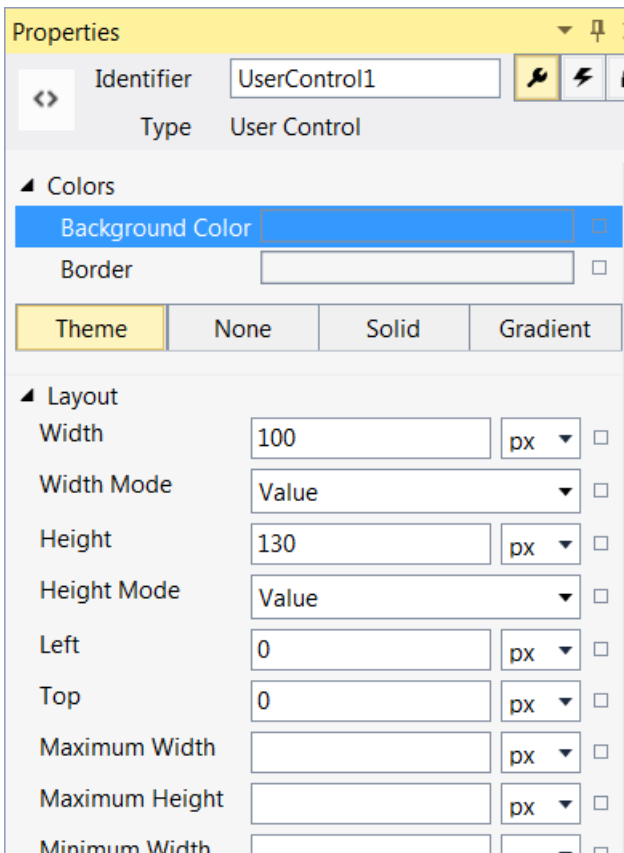 Properties
Identifier UserControl1
Type User Control
Colors
Background Color
Border
Theme None Solid Gradient
Layout
Width 100 px
Width Mode Value
Height 130 px
Height Mode Value
Left 0 px
Top 0 px
Maximum Width px
Maximum Height px
Minimum Width